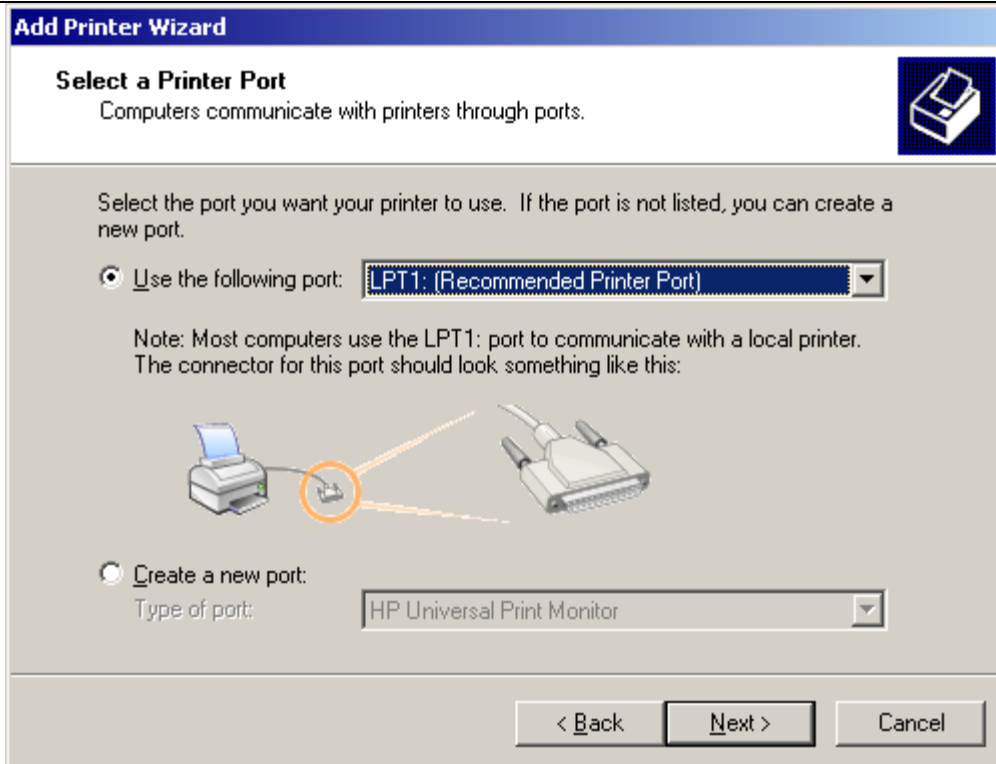 Add Printer Wizard
Select a Printer Port
Computers communicate with printers through ports.
Select the port you want your printer to use.  If the port is not listed, you can create a
new port.
Use the following port: LPT1: (Recommended Printer Port)
Note: Most computers use the LPT1: port to communicate with a local printer.
The connector for this port should look something like this:
Create a new port:
Type of port: HP Universal Print Monitor
< Back Next > Cancel